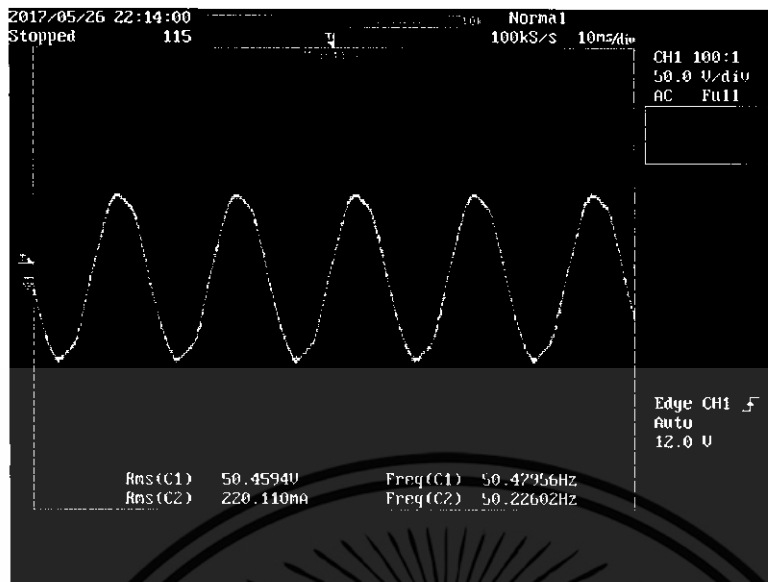 2017/05/26 22:14:00
Normal
Stopped 115
100kS/s 10ms/div
CH1 100:1
50.0 V/div
AC Full
Edge CH1
Auto
12.0 V
Rms(C1) 50.4594V Freq(C1) 50.47956Hz
Rms(C2) 220.110mA Freq(C2) 50.22602Hz